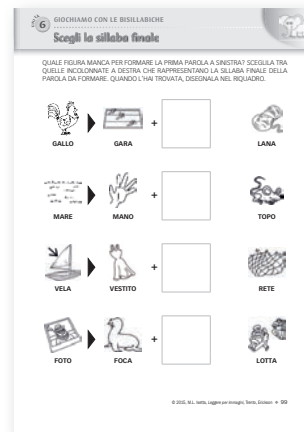 6
GIOCHIAMO CON LE BISILLABICHE
Scegli la sillaba finale
QUALE FIGURA MANCA PER FORMARE LA PRIMA PAROLA A SINISTRA? SCEGLILA TRA
QUELLE INCOLONNATE A DESTRA CHE RAPPRESENTANO LA SILLABA FINALE DELLA
PAROLA DA FORMARE. QUANDO L'HAI TROVATA, DISEGNALA NEL RIQUADRO.
+
GALLO GARA LANA
+
MARE MANO TOPO
+
VELA VESTITO RETE
+
FOTO FOCA LOTTA